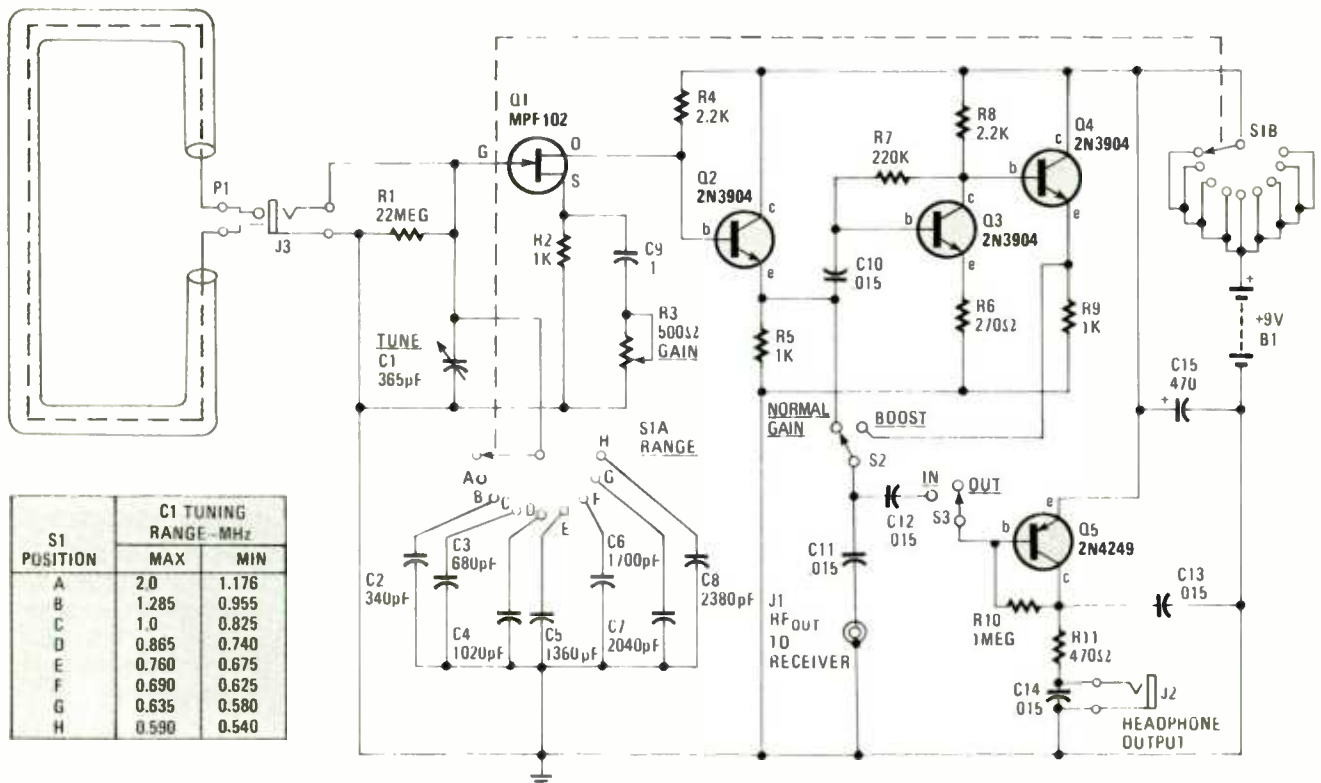 P1
J3
R1
22MEG
TUNE
C1
365pF
G
Q1
MPF102
D
S
R2
1K
C9
1
R3
500Ω
GAIN
R4
2.2K
Q2
2N3904
b
c
e
R5
1K
C10
.015
R7
220K
R8
2.2K
b
c
e
Q3
2N3904
R6
270Ω
Q4
2N3904
b
c
e
R9
1K
S1B
+
+9V
B1
C15
470
+
NORMAL
GAIN
BOOST
S2
IN
OUT
S3
C12
.015
C11
.015
J1
RF OUT
TO
RECEIVER
b
e
c
Q5
2N4249
R10
1MEG
C13
.015
R11
470Ω
C14
.015
J2
HEADPHONE
OUTPUT
S1A
RANGE
A
B
C
D
E
F
G
H
C2
340pF
C3
680pF
C4
1020pF
C5
1360pF
C6
1700pF
C7
2040pF
C8
2380pF
S1
POSITION
C1 TUNING
RANGE-MHz
MAX MIN
A 2.0 1.176
B 1.285 0.955
C 1.0 0.825
D 0.865 0.740
E 0.760 0.675
F 0.690 0.625
G 0.635 0.580
H 0.590 0.540